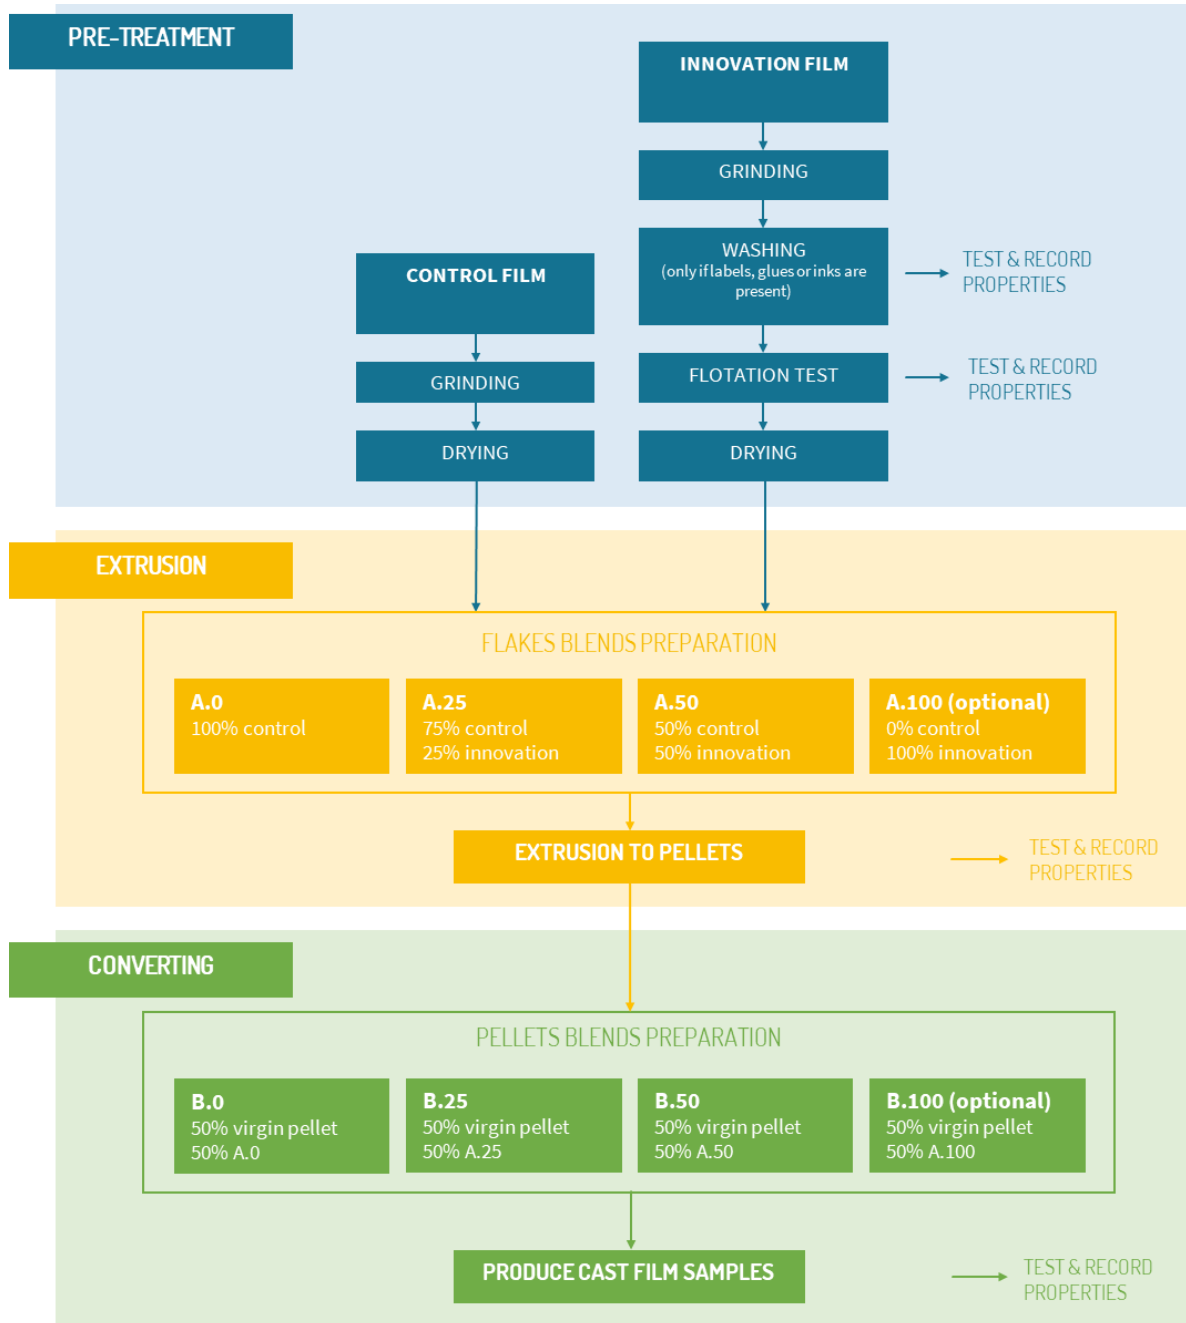 PRE-TREATMENT
INNOVATION FILM
GRINDING
WASHING
(only if labels, glues or inks are
present)
TEST & RECORD
PROPERTIES
CONTROL FILM
GRINDING
FLOTATION TEST
TEST & RECORD
PROPERTIES
DRYING
DRYING
EXTRUSION
FLAKES BLENDS PREPARATION
A.0
100% control
A.25
75% control
25% innovation
A.50
50% control
50% innovation
A.100 (optional)
0% control
100% innovation
EXTRUSION TO PELLETS
TEST & RECORD
PROPERTIES
CONVERTING
PELLETS BLENDS PREPARATION
B.0
50% virgin pellet
50% A.0
B.25
50% virgin pellet
50% A.25
B.50
50% virgin pellet
50% A.50
B.100 (optional)
50% virgin pellet
50% A.100
PRODUCE CAST FILM SAMPLES
TEST & RECORD
PROPERTIES